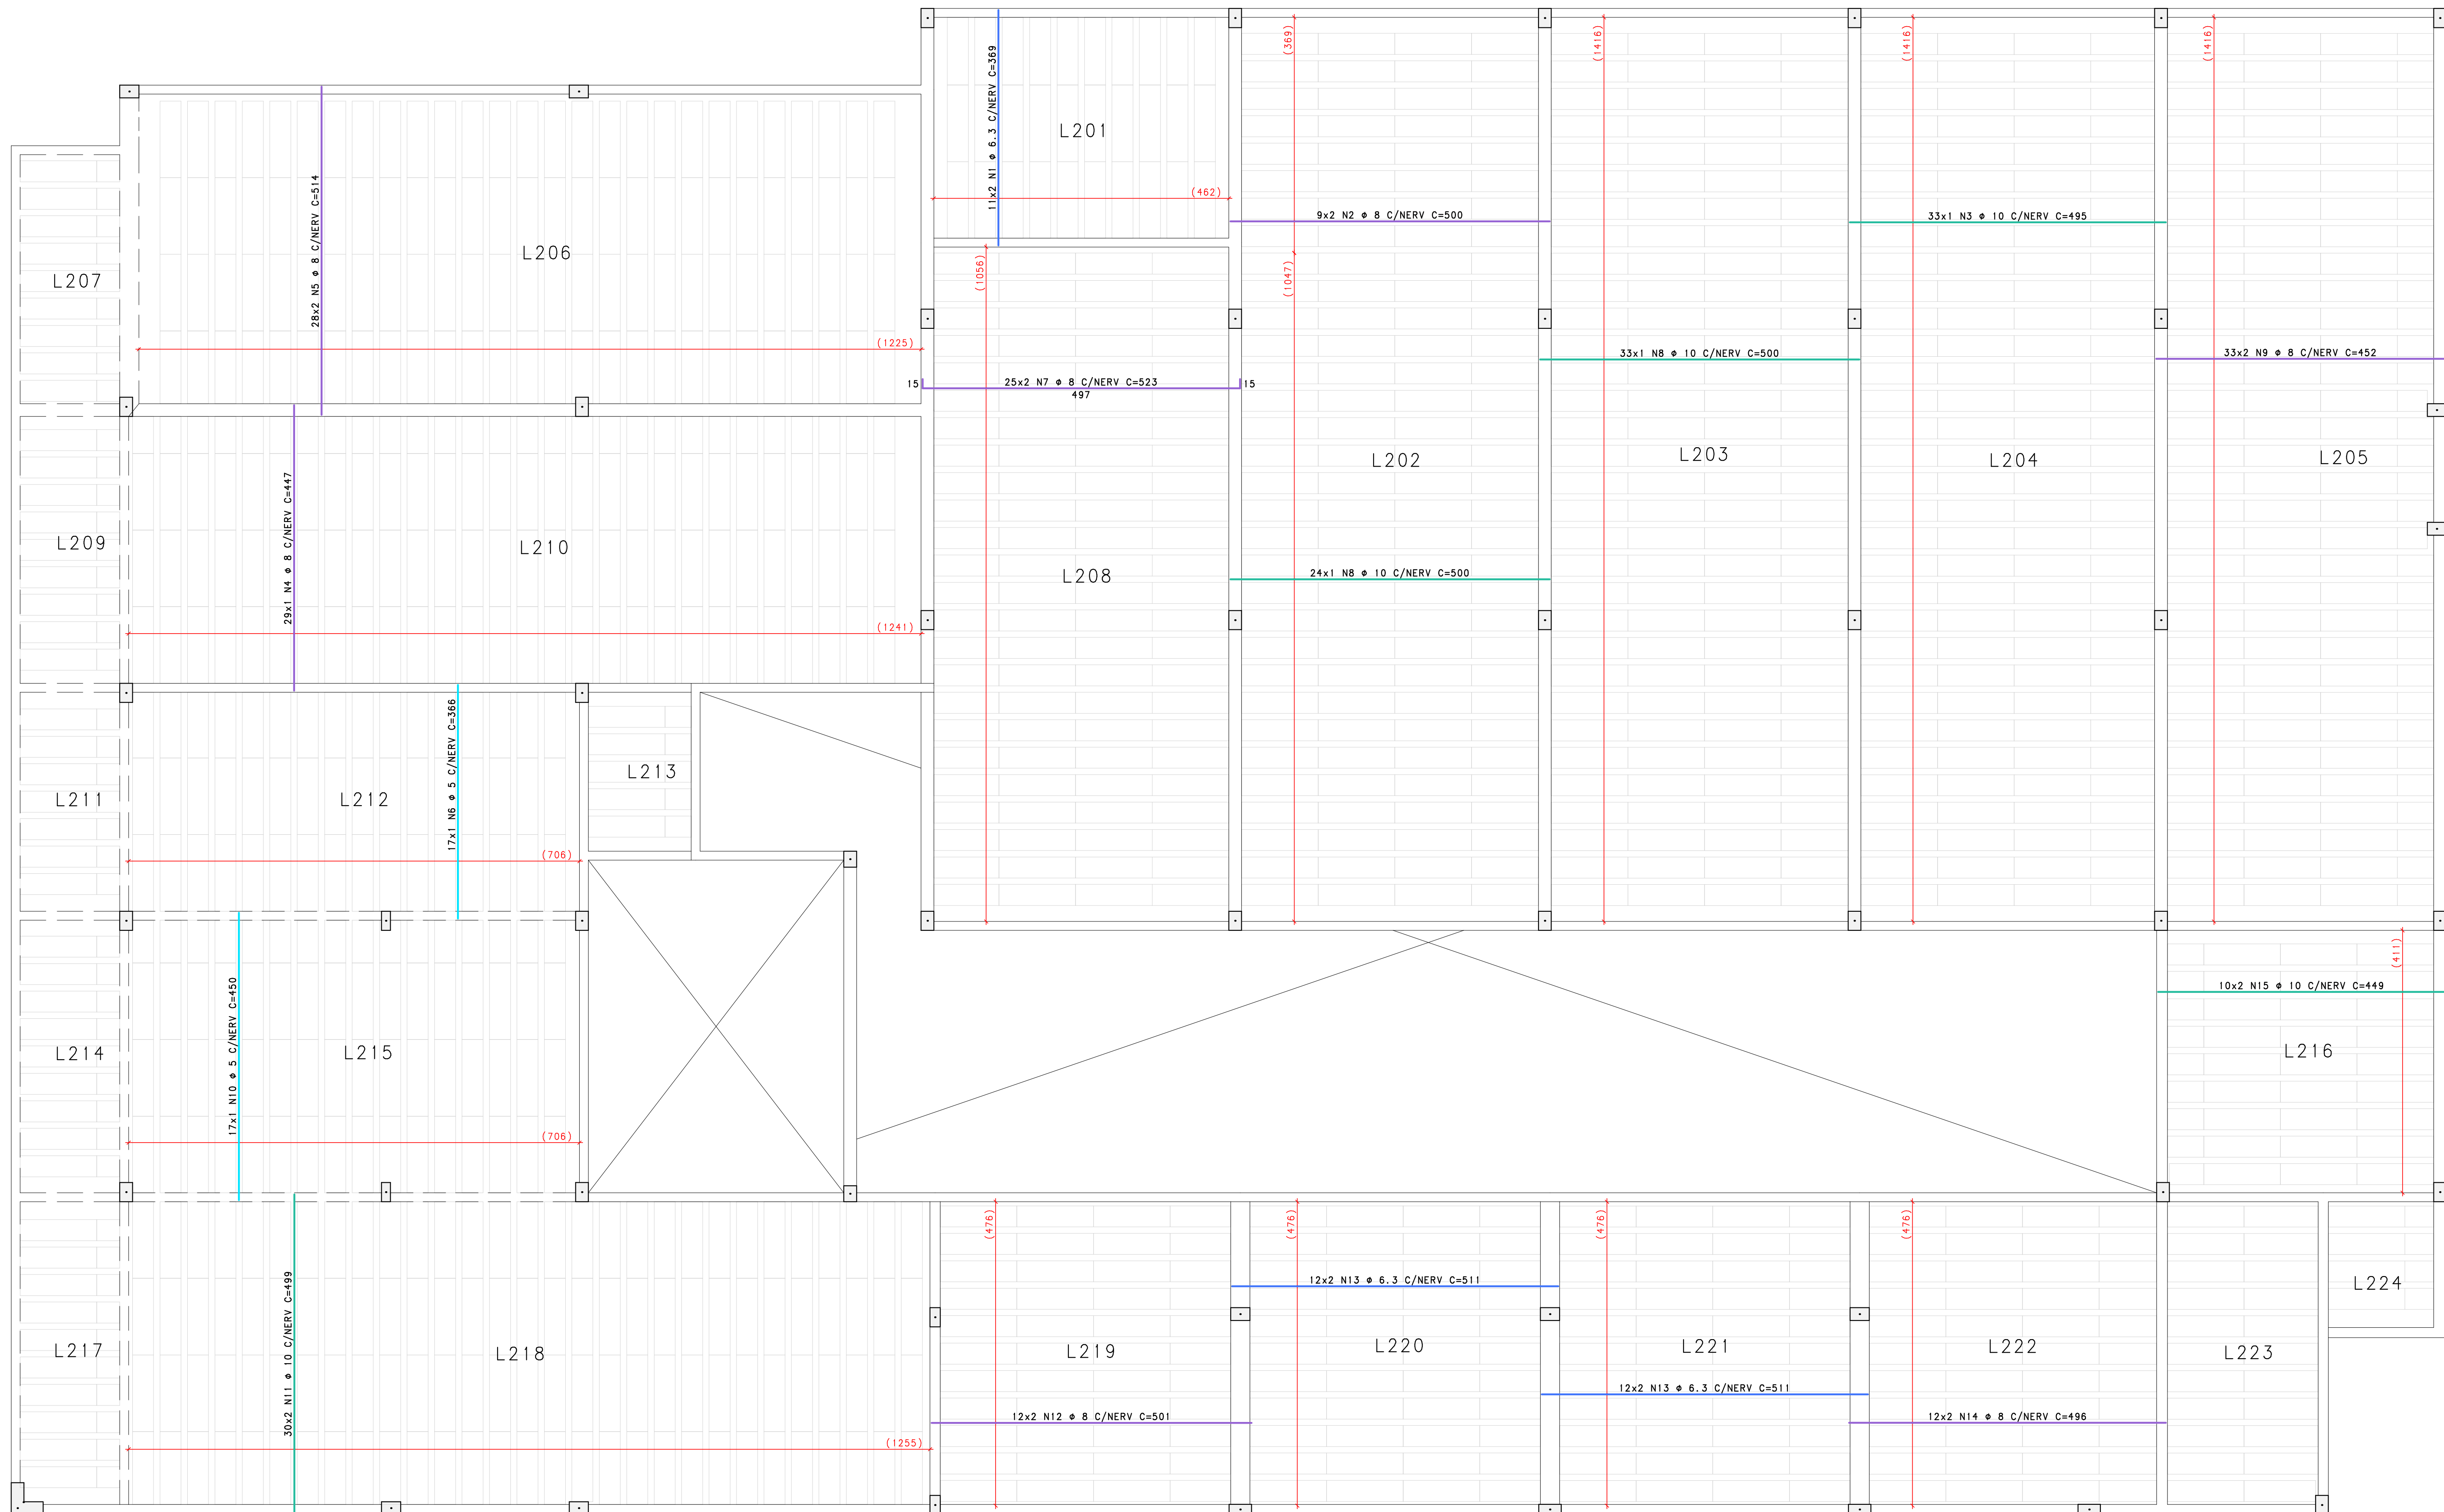 (369)
(1416)
(1416)
(1416)
11x2 N1 φ 6.3 C/NERV C=369
L201
(462)
9x2 N2 φ 8 C/NERV C=500
33x1 N3 φ 10 C/NERV C=495
28x2 N5 φ 8 C/NERV C=514
L206
L207
(1056)
(1047)
(1225)
33x1 N8 φ 10 C/NERV C=500
33x2 N9 φ 8 C/NERV C=452
15
25x2 N7 φ 8 C/NERV C=523
15
497
L202
L203
L204
L205
29x1 N4 φ 8 C/NERV C=447
L209
L210
L208
24x1 N8 φ 10 C/NERV C=500
(1241)
17x1 N6 φ 5 C/NERV C=366
L213
L211
L212
(706)
(411)
10x2 N15 φ 10 C/NERV C=449
17x1 N10 φ 5 C/NERV C=450
L214
L215
L216
(706)
(476)
(476)
(476)
(476)
12x2 N13 φ 6.3 C/NERV C=511
L224
30x2 N11 φ 10 C/NERV C=499
L217
L218
L219
L220
L221
L222
L223
12x2 N13 φ 6.3 C/NERV C=511
12x2 N12 φ 8 C/NERV C=501
12x2 N14 φ 8 C/NERV C=496
(1255)